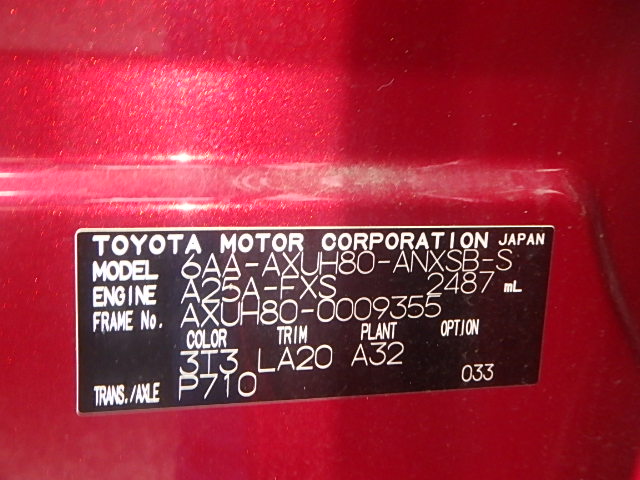 TOYOTA MOTOR CORPORATION JAPAN
MODEL 6AA-AXUH80-ANXSB-S
ENGINE A25A-FXS 2487 mL
FRAME No. AXUH80-0009355
COLOR TRIM PLANT OPTION
3T3 LA20 A32
TRANS./AXLE P710 033